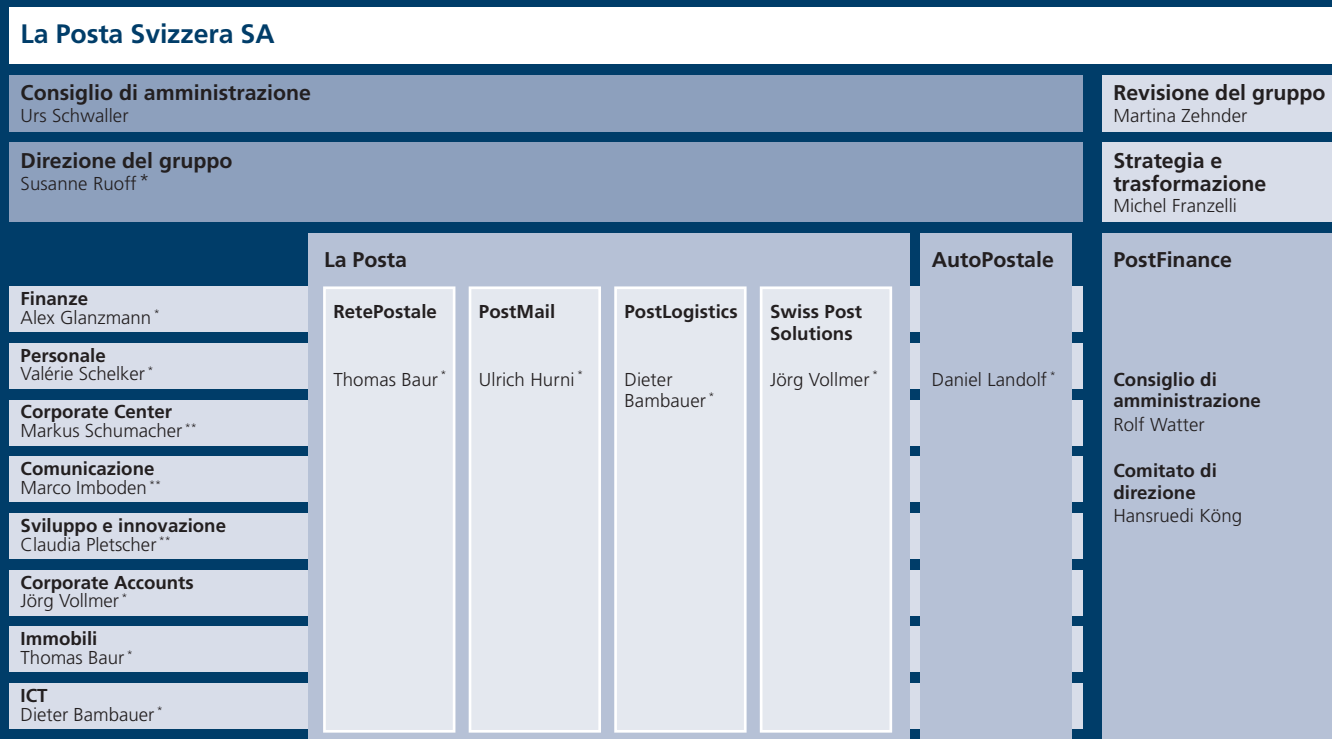 La Posta Svizzera SA
Consiglio di amministrazione
Urs Schwaller
Revisione del gruppo
Martina Zehnder
Direzione del gruppo
Susanne Ruoff *
Strategia e
trasformazione
Michel Franzelli
La Posta
AutoPostale
PostFinance
Finanze
Alex Glanzmann *
Personale
Valérie Schelker *
Corporate Center
Markus Schumacher **
Comunicazione
Marco Imboden **
Sviluppo e innovazione
Claudia Pletscher **
Corporate Accounts
Jörg Vollmer *
Immobili
Thomas Baur *
ICT
Dieter Bambauer *
RetePostale
Thomas Baur *
PostMail
Ulrich Hurni *
PostLogistics
Dieter
Bambauer *
Swiss Post
Solutions
Jörg Vollmer *
Daniel Landolf *
Consiglio di
amministrazione
Rolf Watter
Comitato di
direzione
Hansruedi Köng